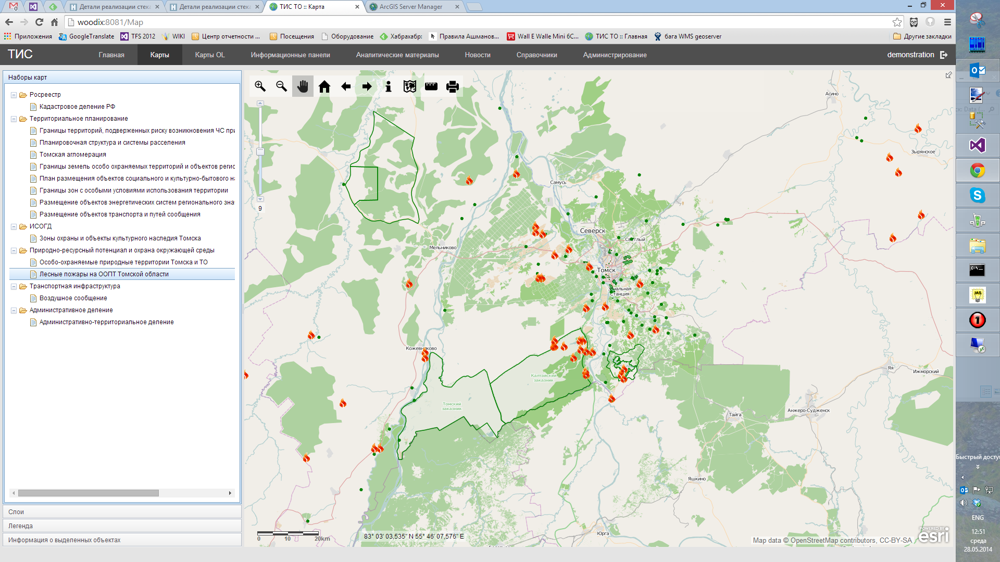 Детали реализации стека
Детали реализации стека
ТИС ТО :: Карта
ArcGIS Server Manager
woodix:8081/Map
Приложения
GoogleTranslate
TFS 2012
WIKI
Центр отчетности ...
Посещения
Оборудование
Хабрахабр:
Правила Ашманов...
Wall E Walle Mini 6C...
ТИС ТО :: Главная
бага WMS geoserver
Другие закладки
ТИС
Главная
Карты
Карты OL
Информационные панели
Аналитические материалы
Новости
Справочники
Администрирование
demonstration
Наборы карт
Росреестр
Кадастровое деление РФ
Территориальное планирование
Границы территорий, подверженных риску возникновения ЧС при
Планировочная структура и системы расселения
Томская агломерация
Границы земель особо охраняемых территорий и объектов регис
План размещения объектов социального и культурно-бытового на
Границы зон с особыми условиями использования территории
Размещение объектов энергетических систем регионального зна
Размещение объектов транспорта и путей сообщения
ИСОГД
Зоны охраны и объекты культурного наследия Томска
Природно-ресурсный потенциал и охрана окружающей среды
Особо-охраняемые природные территории Томска и ТО
Лесные пожары на ООПТ Томской области
Транспортная инфраструктура
Воздушное сообщение
Административное деление
Административно-территориальное деление
Слои
Легенда
Информация о выделенных объектах
9
Асино
Зырянское
Самусь
Северск
Светлый
Мельниково
Томск
Станция
Кожевниково
Калтайский
заказник
Томский
заказник
Яя
Ижморский
Анжеро-Судженск
Тайга
Яшкино
Юрга
0 10 20km
83° 03' 03,535" N 55° 46' 07,576" E
Map data © OpenStreetMap contributors, CC-BY-SA
POWERED BY
esri
Быстрый доступ
ENG
12:51
среда
28.05.2014